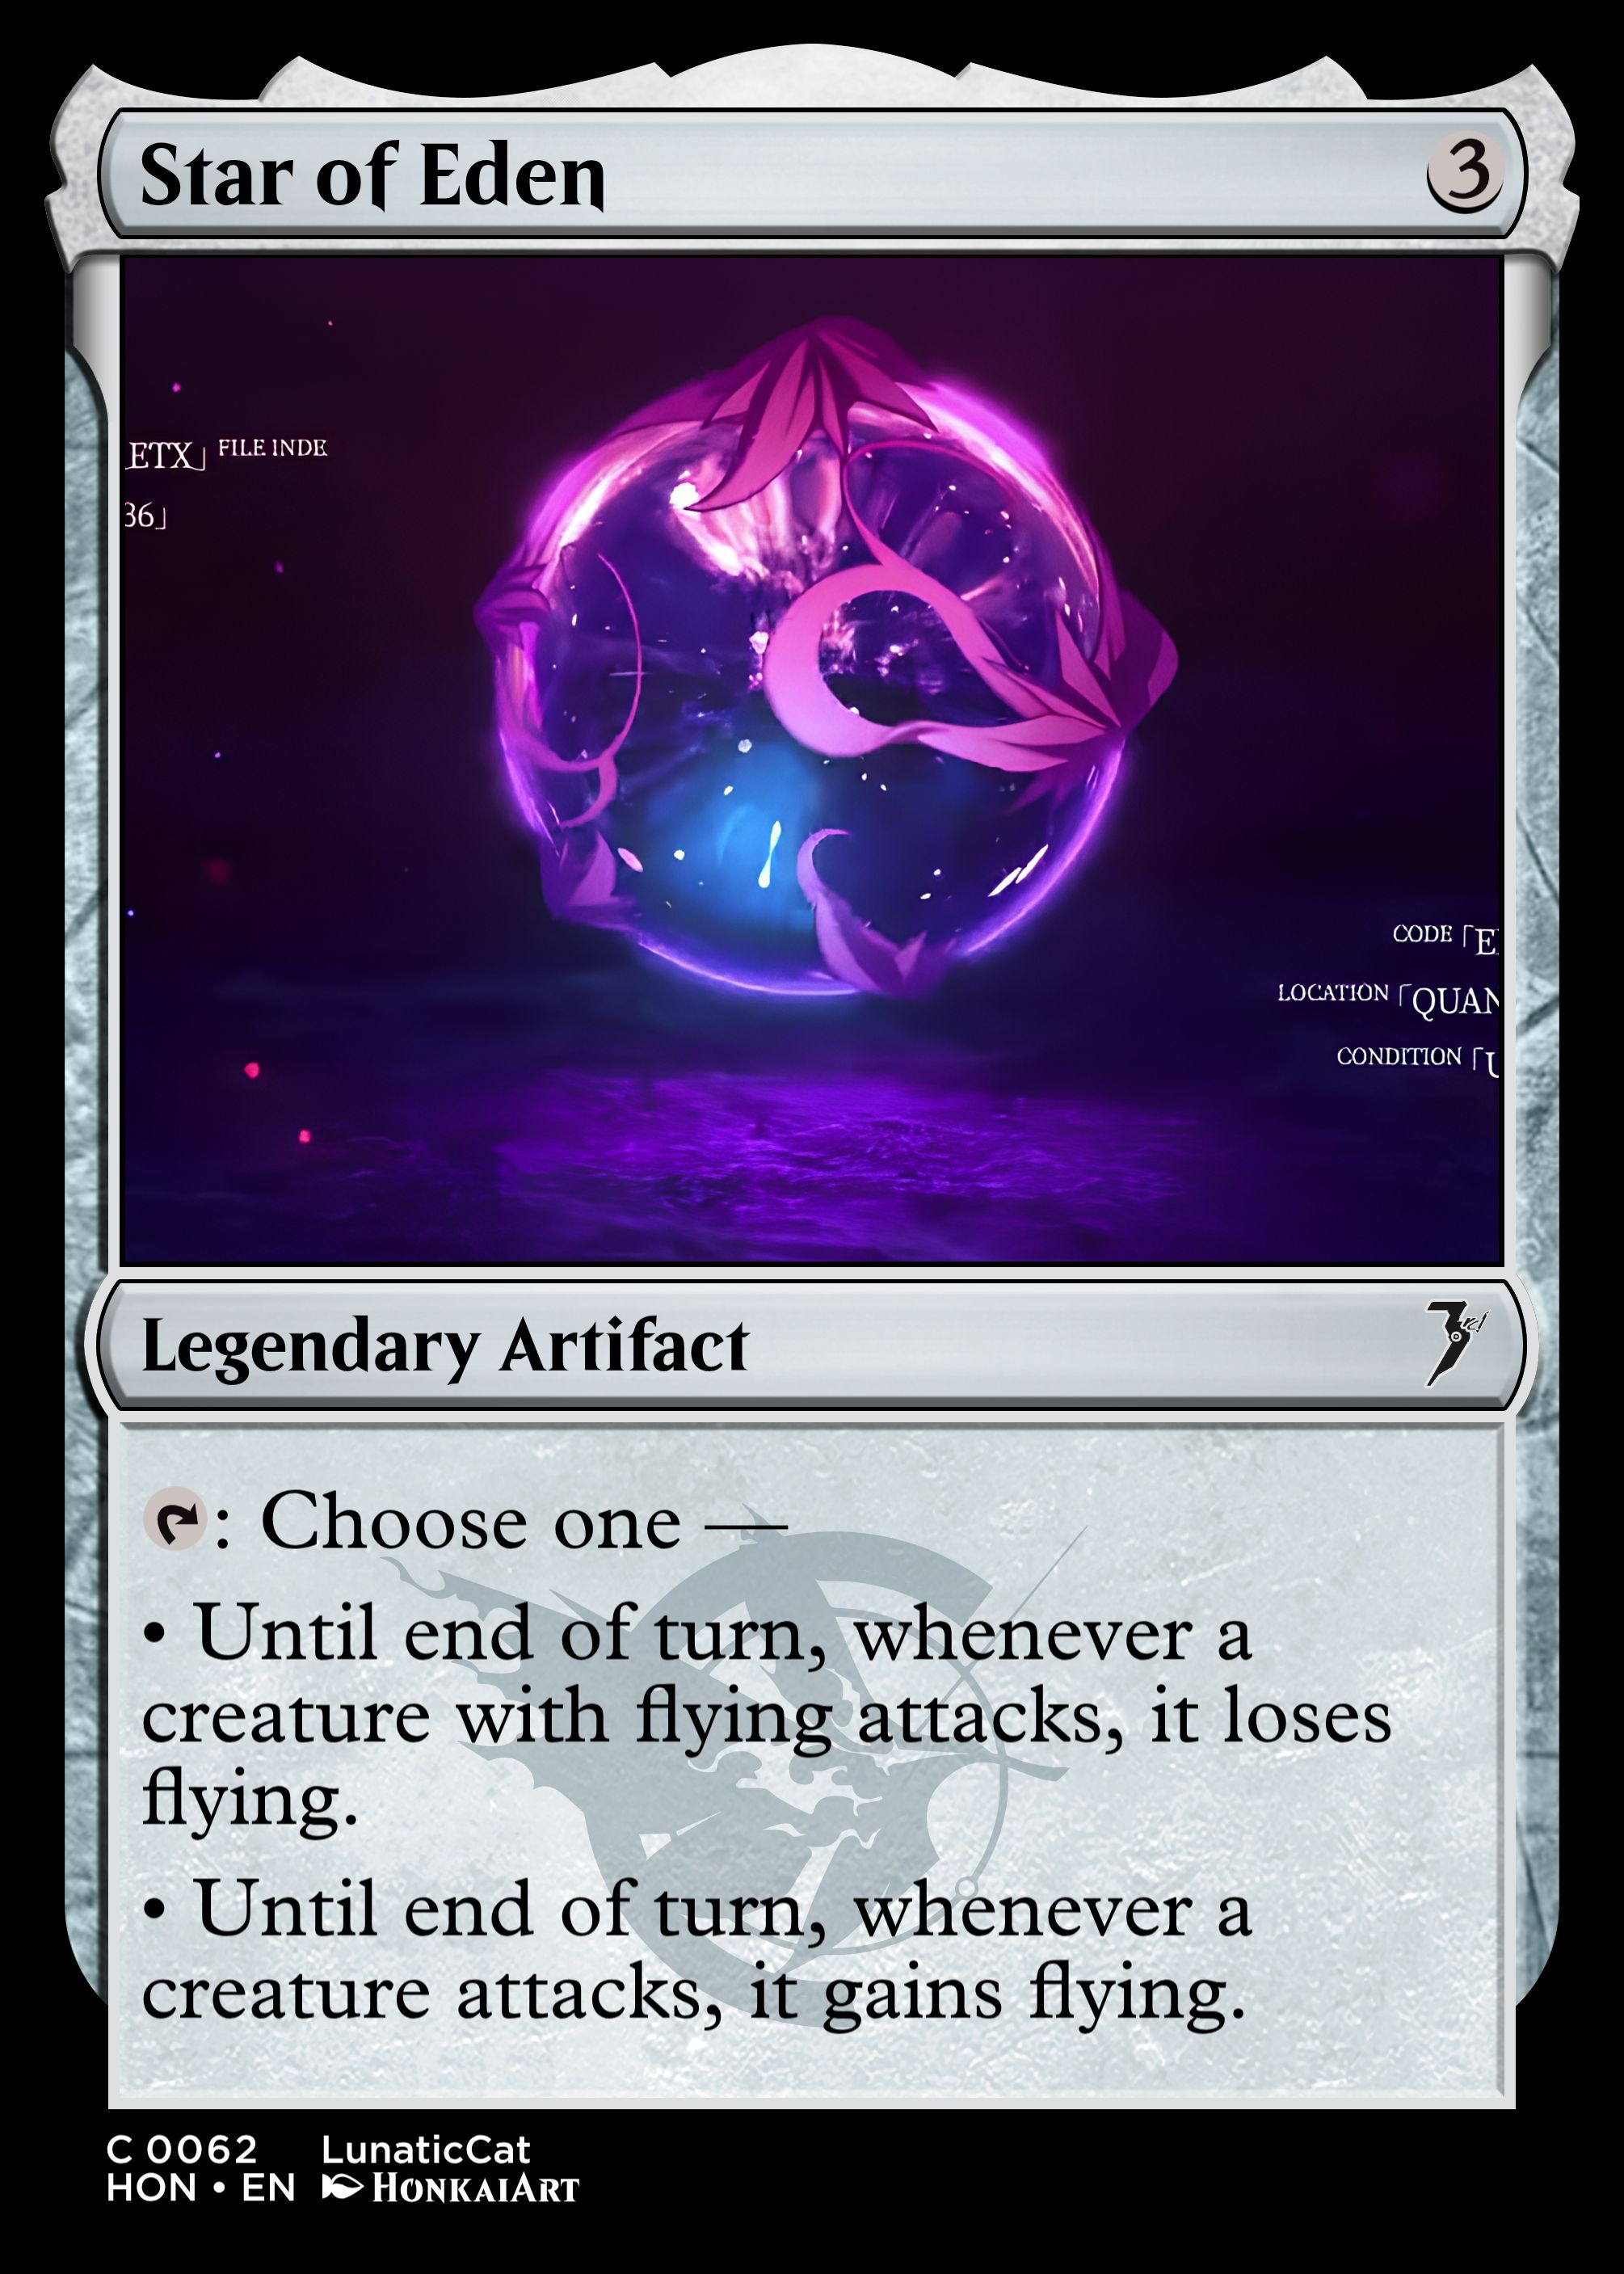 Star of Eden 3
ETX」 FILE INDE
36」
CODE「E
LOCATION「QUAN
CONDITION「U
Legendary Artifact 3rd
: Choose one —
• Until end of turn, whenever a
creature with flying attacks, it loses
flying.
• Until end of turn, whenever a
creature attacks, it gains flying.
C 0062 LunaticCat
HON • EN HONKAIART